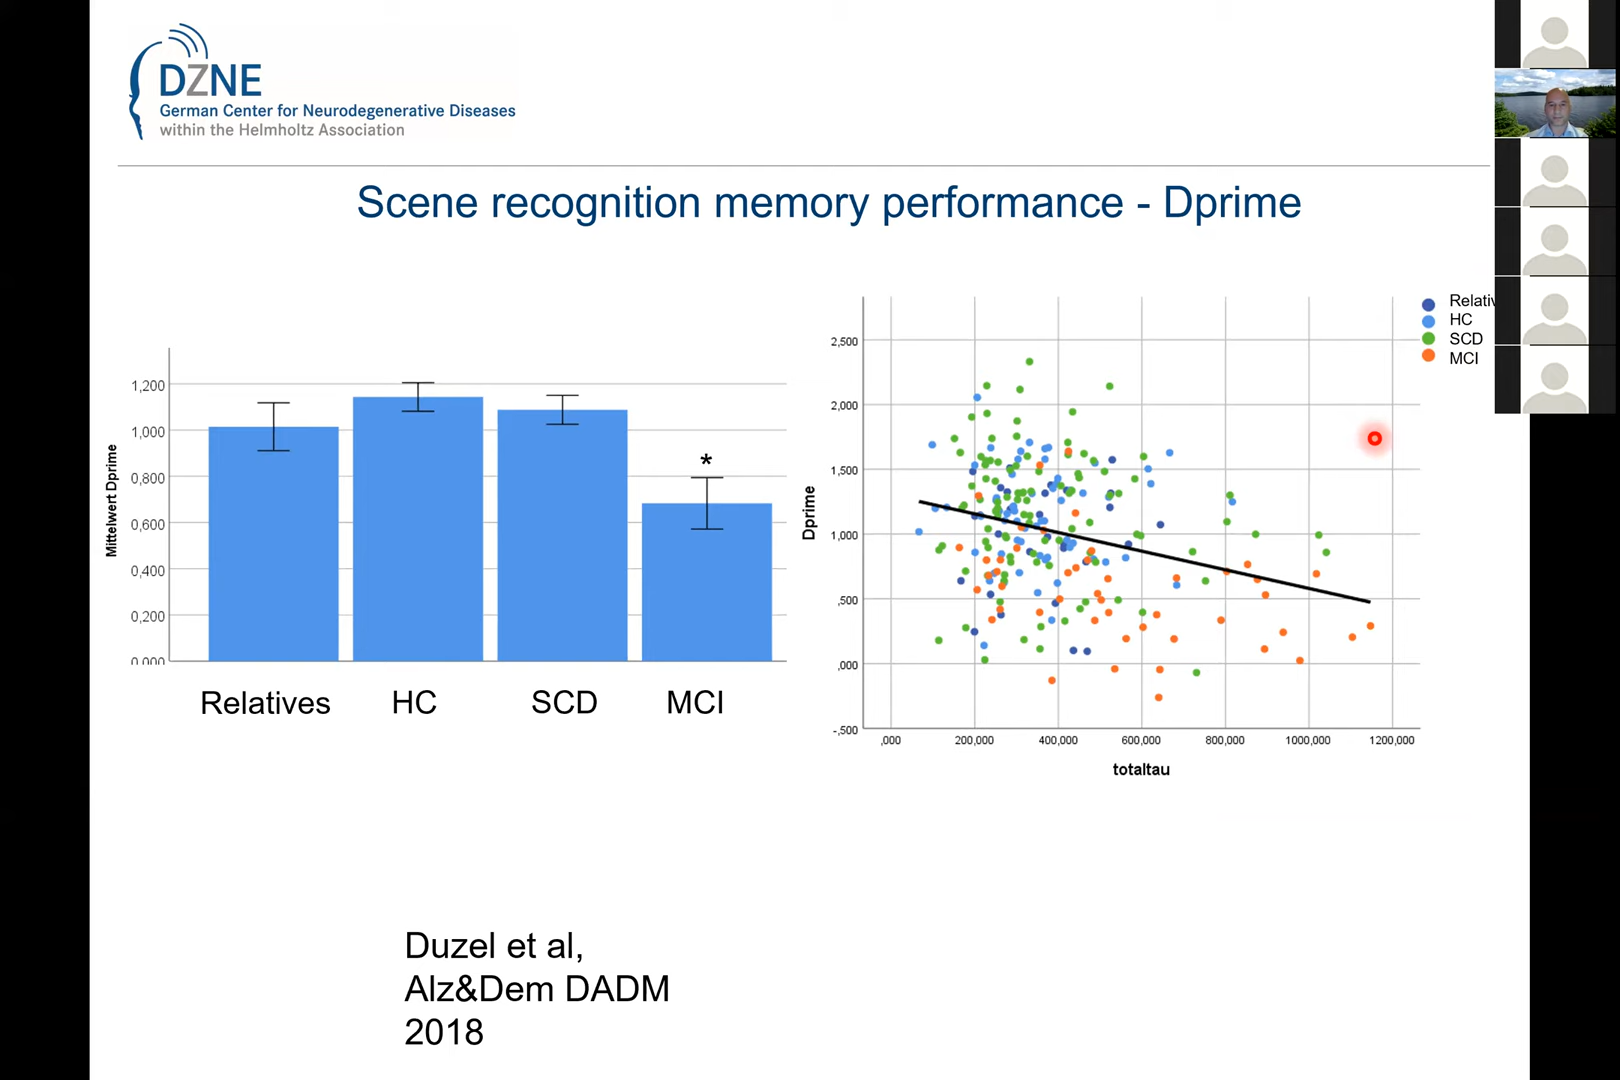 DZNE
German Center for Neurodegenerative Diseases
within the Helmholtz Association
Scene recognition memory performance - Dprime
Mittelwert Dprime
1,200
1,000
0,800
0,600
0,400
0,200
0,000
*
Relatives
HC
SCD
MCI
Dprime
2,500
2,000
1,500
1,000
,500
,000
-,500
,000
200,000
400,000
600,000
800,000
1000,000
1200,000
totaltau
Relativ
HC
SCD
MCI
Duzel et al,
Alz&Dem DADM
2018